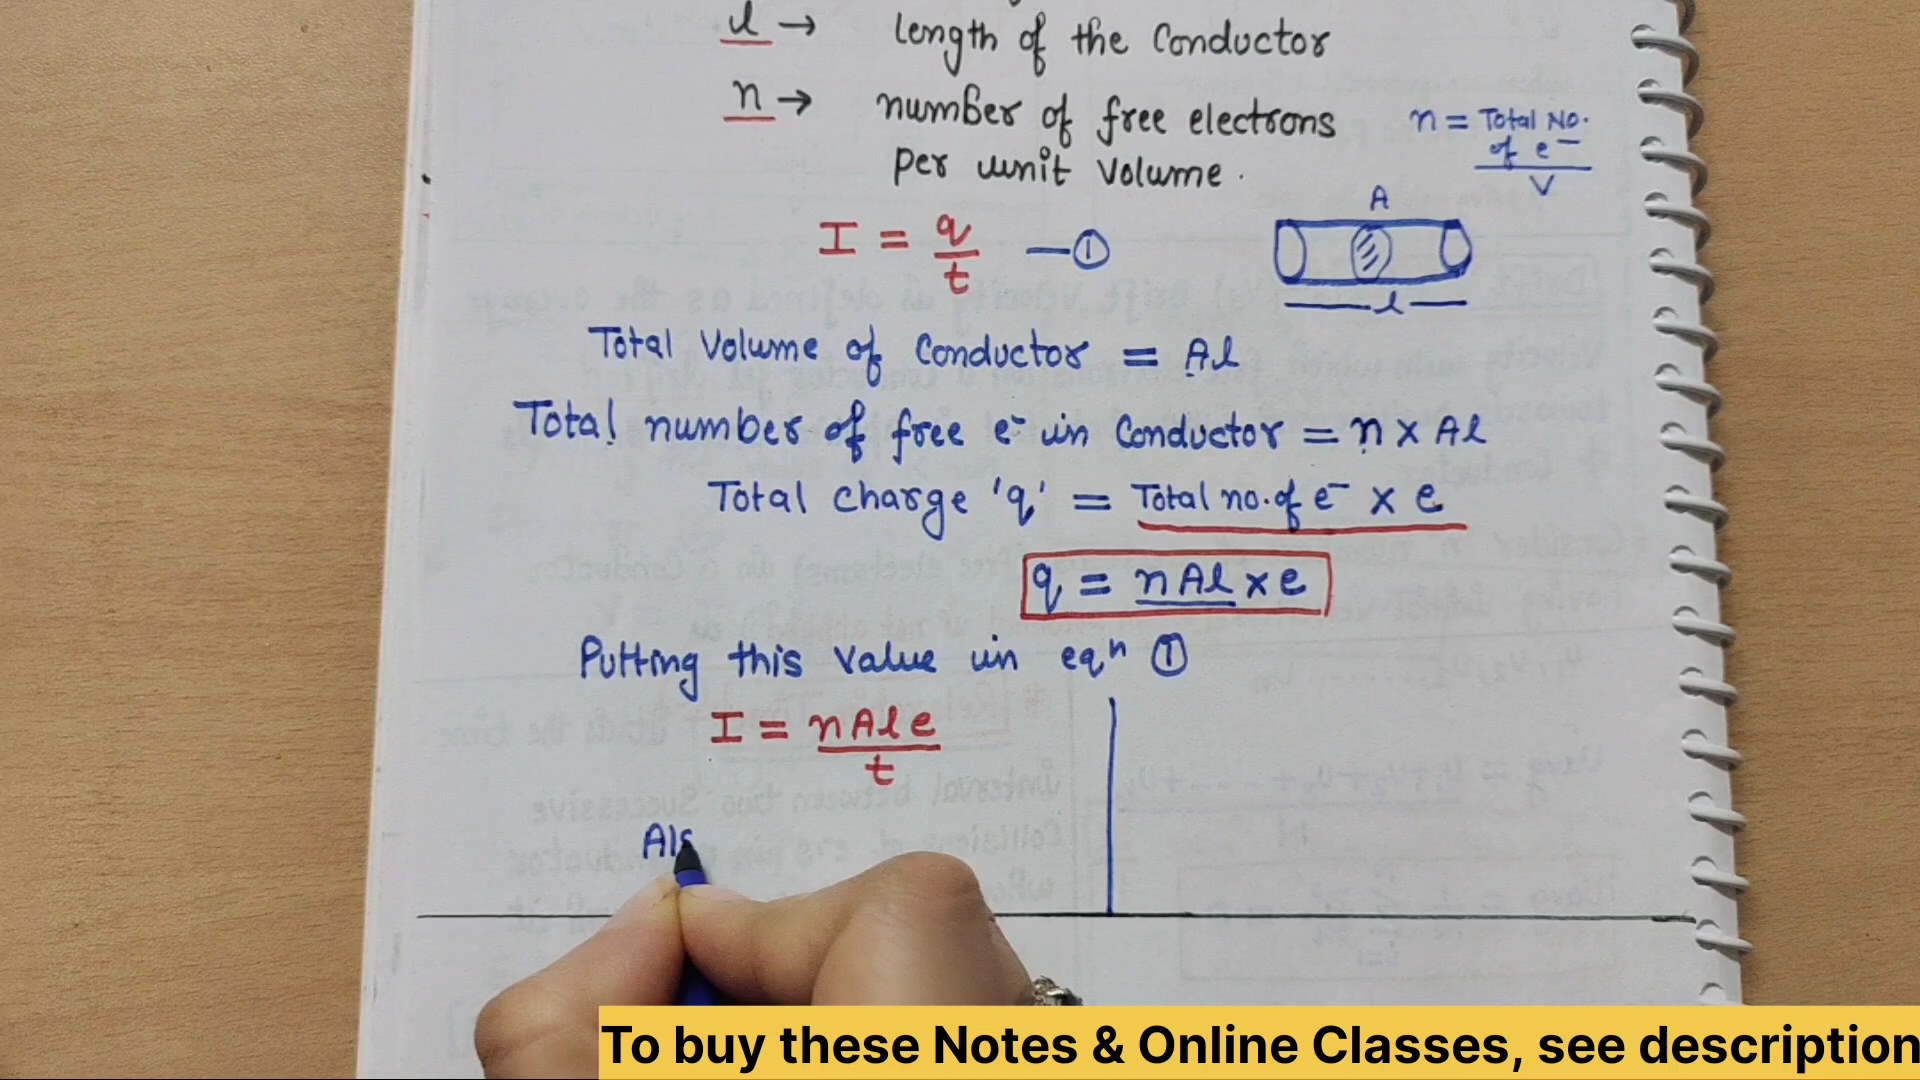 l → length of the Conductor
n → number of free electrons
per unit Volume.
n = Total No.
of e⁻
V
A
I = q
t
—①
l
Total Volume of Conductor = Al
Total number of free e⁻ in Conductor = n × Al
Total charge 'q' = Total no. of e⁻ × e
q = nAl × e
Putting this value in eqⁿ ①
I = nAle
t
Als
To buy these Notes & Online Classes, see description